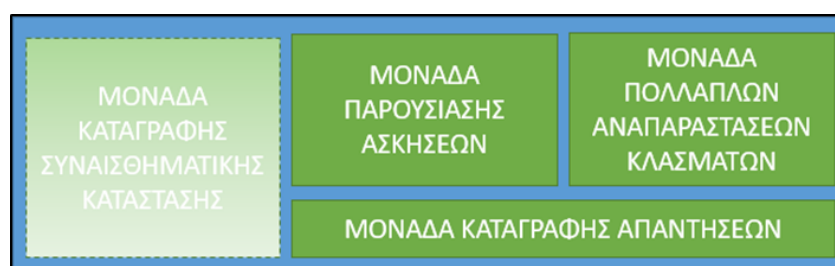 ΜΟΝΑΔΑ
ΚΑΤΑΓΡΑΦΗΣ
ΣΥΝΑΙΣΘΗΜΑΤΙΚΗΣ
ΚΑΤΑΣΤΑΣΗΣ
ΜΟΝΑΔΑ
ΠΑΡΟΥΣΙΑΣΗΣ
ΑΣΚΗΣΕΩΝ
ΜΟΝΑΔΑ
ΠΟΛΛΑΠΛΩΝ
ΑΝΑΠΑΡΑΣΤΑΣΕΩΝ
ΚΛΑΣΜΑΤΩΝ
ΜΟΝΑΔΑ ΚΑΤΑΓΡΑΦΗΣ ΑΠΑΝΤΗΣΕΩΝ